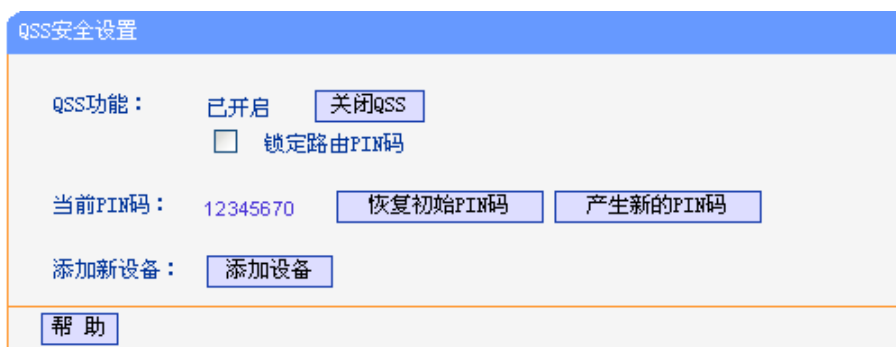 QSS安全设置
QSS功能： 已开启 关闭QSS
锁定路由PIN码
当前PIN码： 12345670 恢复初始PIN码 产生新的PIN码
添加新设备： 添加设备
帮 助